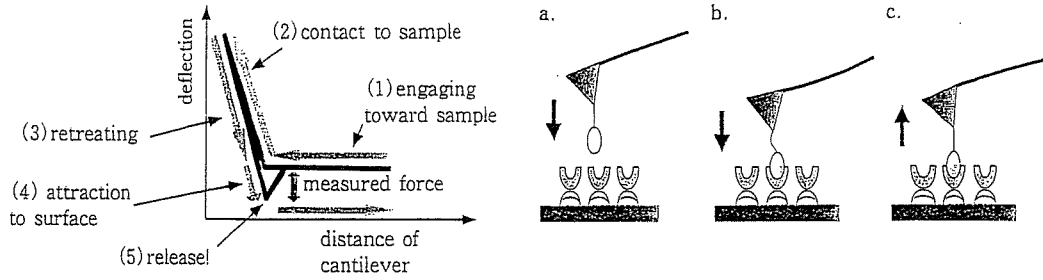 deflection
(2) contact to sample
(1) engaging
toward sample
(3) retreating
(4) attraction
to surface
measured force
(5) release!
distance of
cantilever
a.
b.
c.